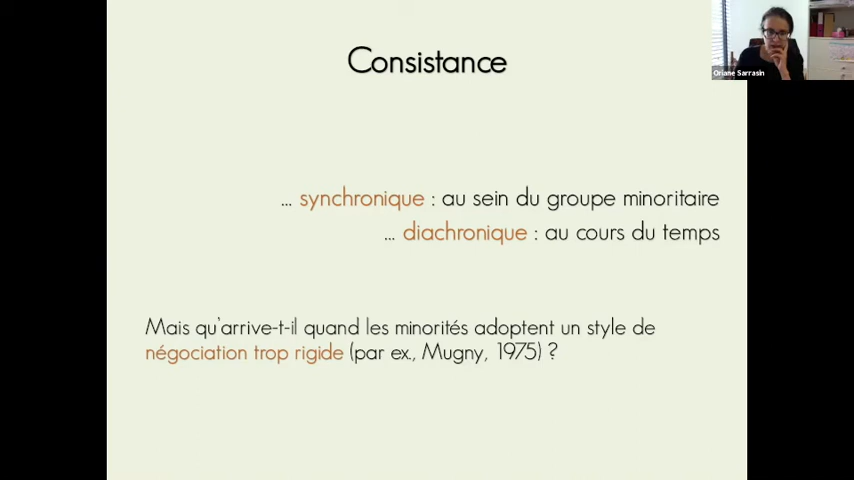 Consistance
Oriane Sarrasin
... synchronique : au sein du groupe minoritaire
... diachronique : au cours du temps
Mais qu'arrive-t-il quand les minorités adoptent un style de
négociation trop rigide (par ex., Mugny, 1975) ?